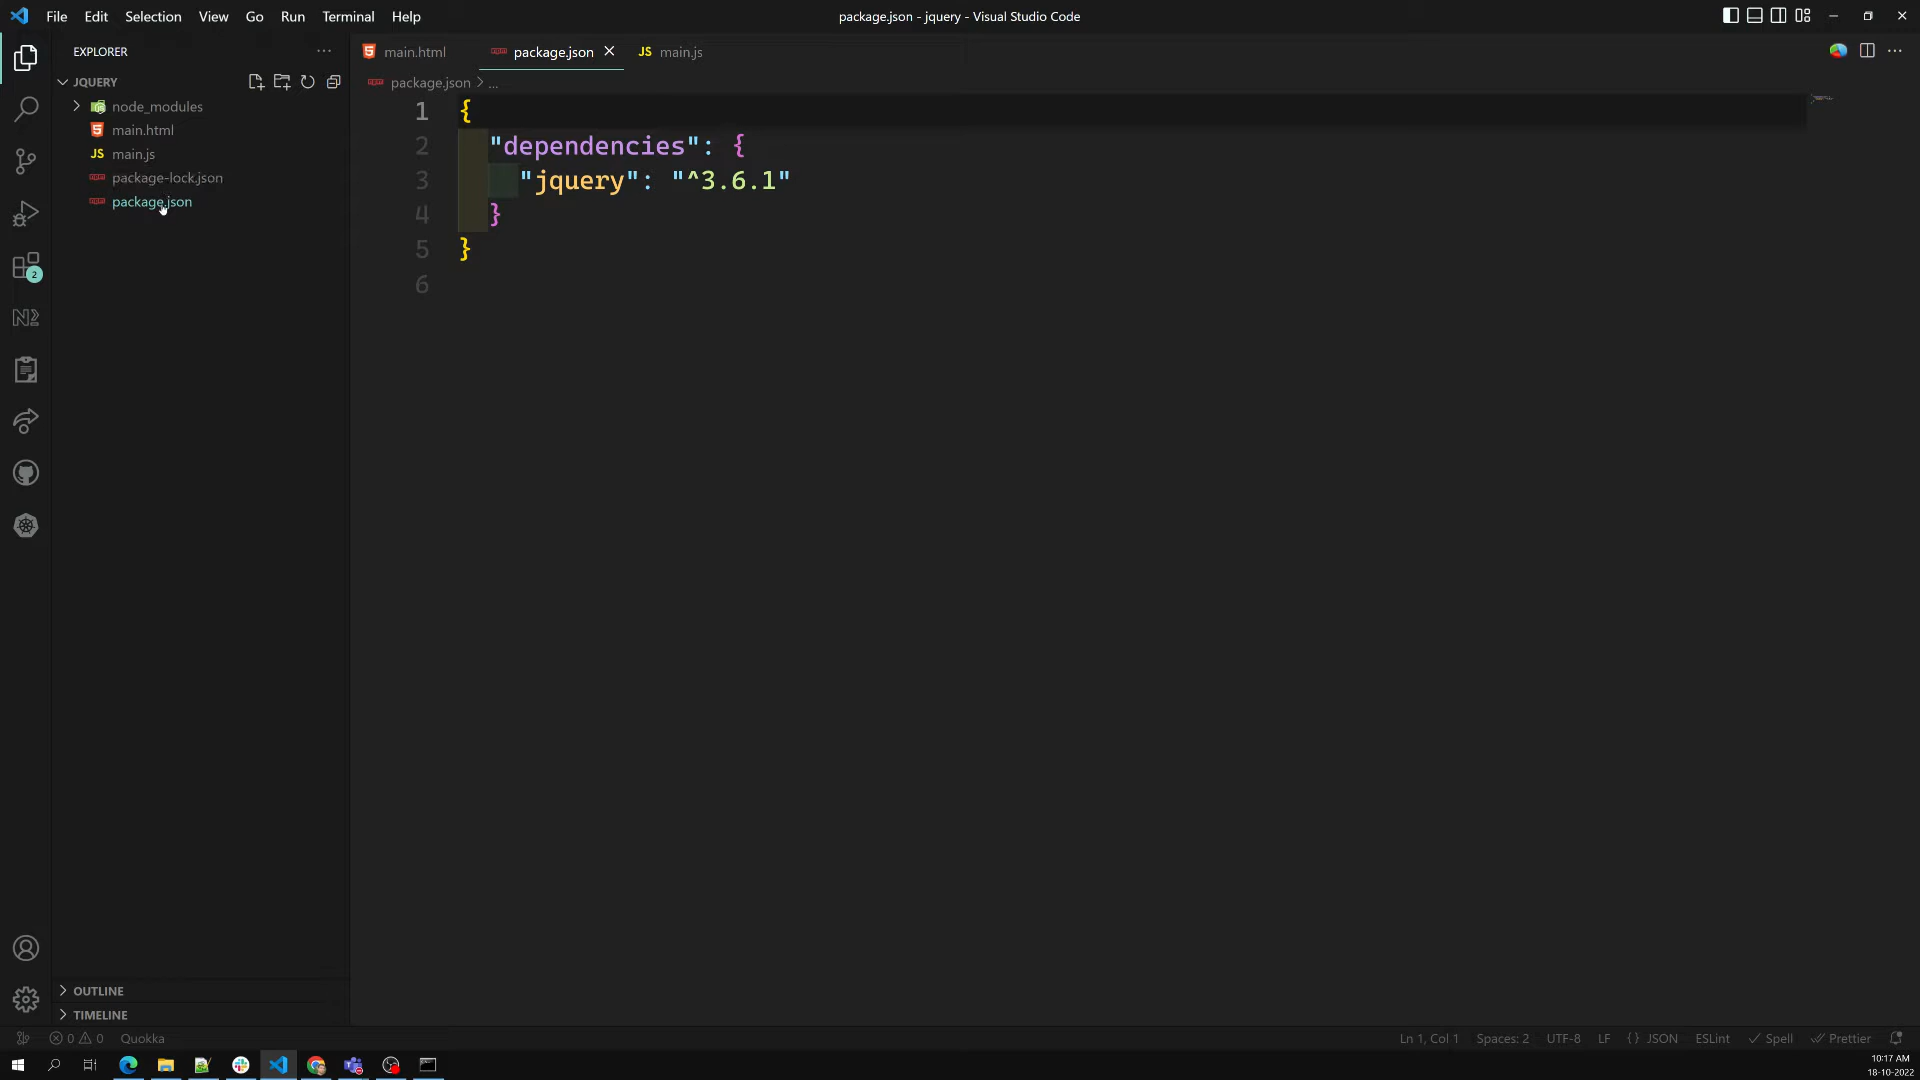 File Edit Selection View Go Run Terminal Help
package.json - jquery - Visual Studio Code
EXPLORER
JQUERY
node_modules
main.html
JS main.js
package-lock.json
package.json
main.html
package.json
JS main.js
package.json > ...
1 {
2 "dependencies": {
3 "jquery": "^3.6.1"
4 }
5 }
6
2
OUTLINE
TIMELINE
0 0 Quokka
Ln 1, Col 1 Spaces: 2 UTF-8 LF {} JSON ESLint Spell Prettier
10:17 AM
18-10-2022